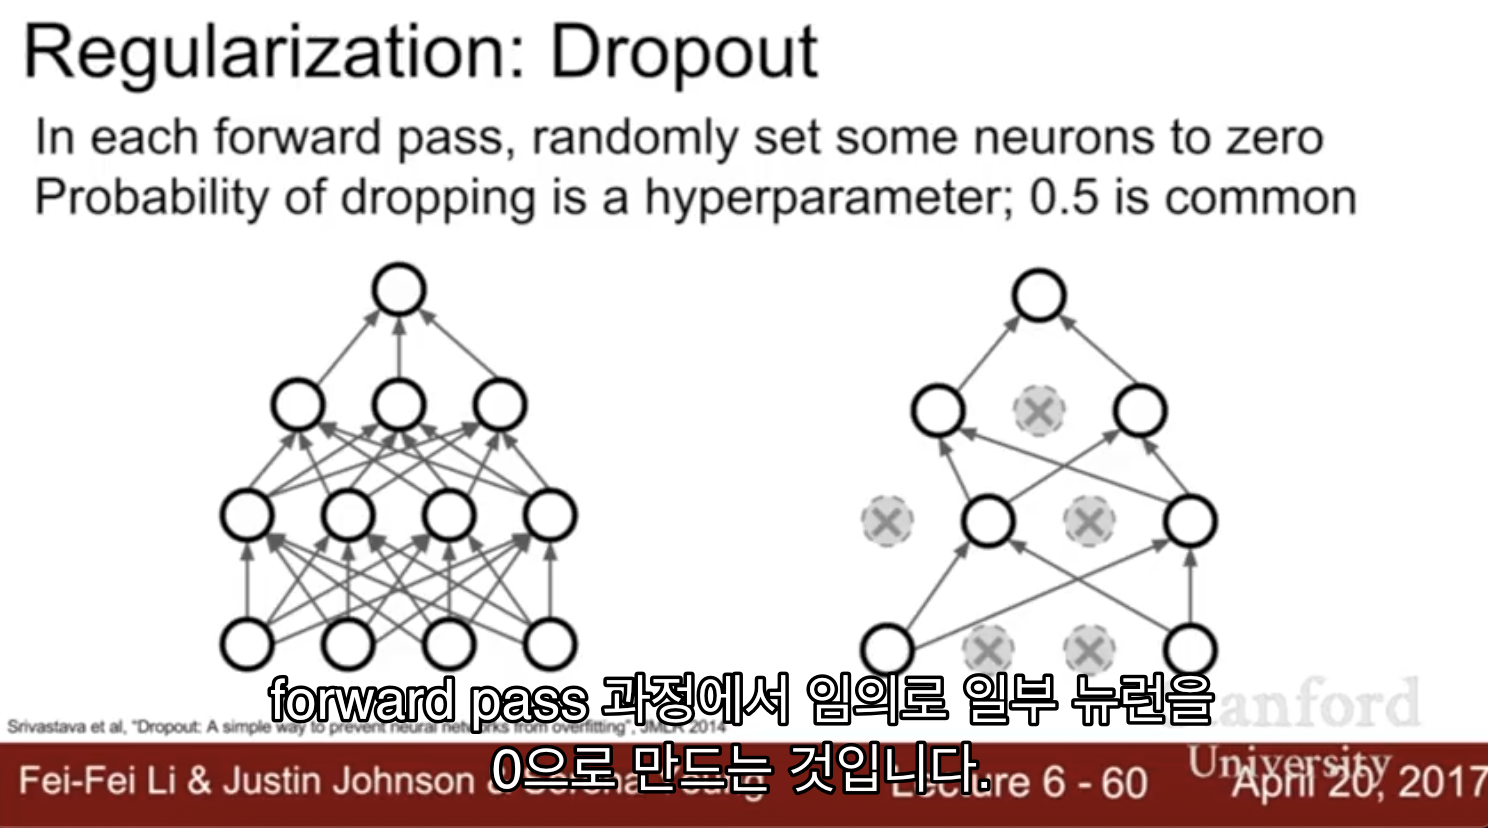 Regularization: Dropout
In each forward pass, randomly set some neurons to zero
Probability of dropping is a hyperparameter; 0.5 is common
forward pass 과정에서 임의로 일부 뉴런을
Srivastava et al, "Dropout: A simple way to prevent neural networks from overfitting", JMLR 2014
0으로 만드는 것입니다.
Fei-Fei Li & Justin Johnson & Serena Yeung
Lecture 6 - 60
Stanford
University
April 20, 2017